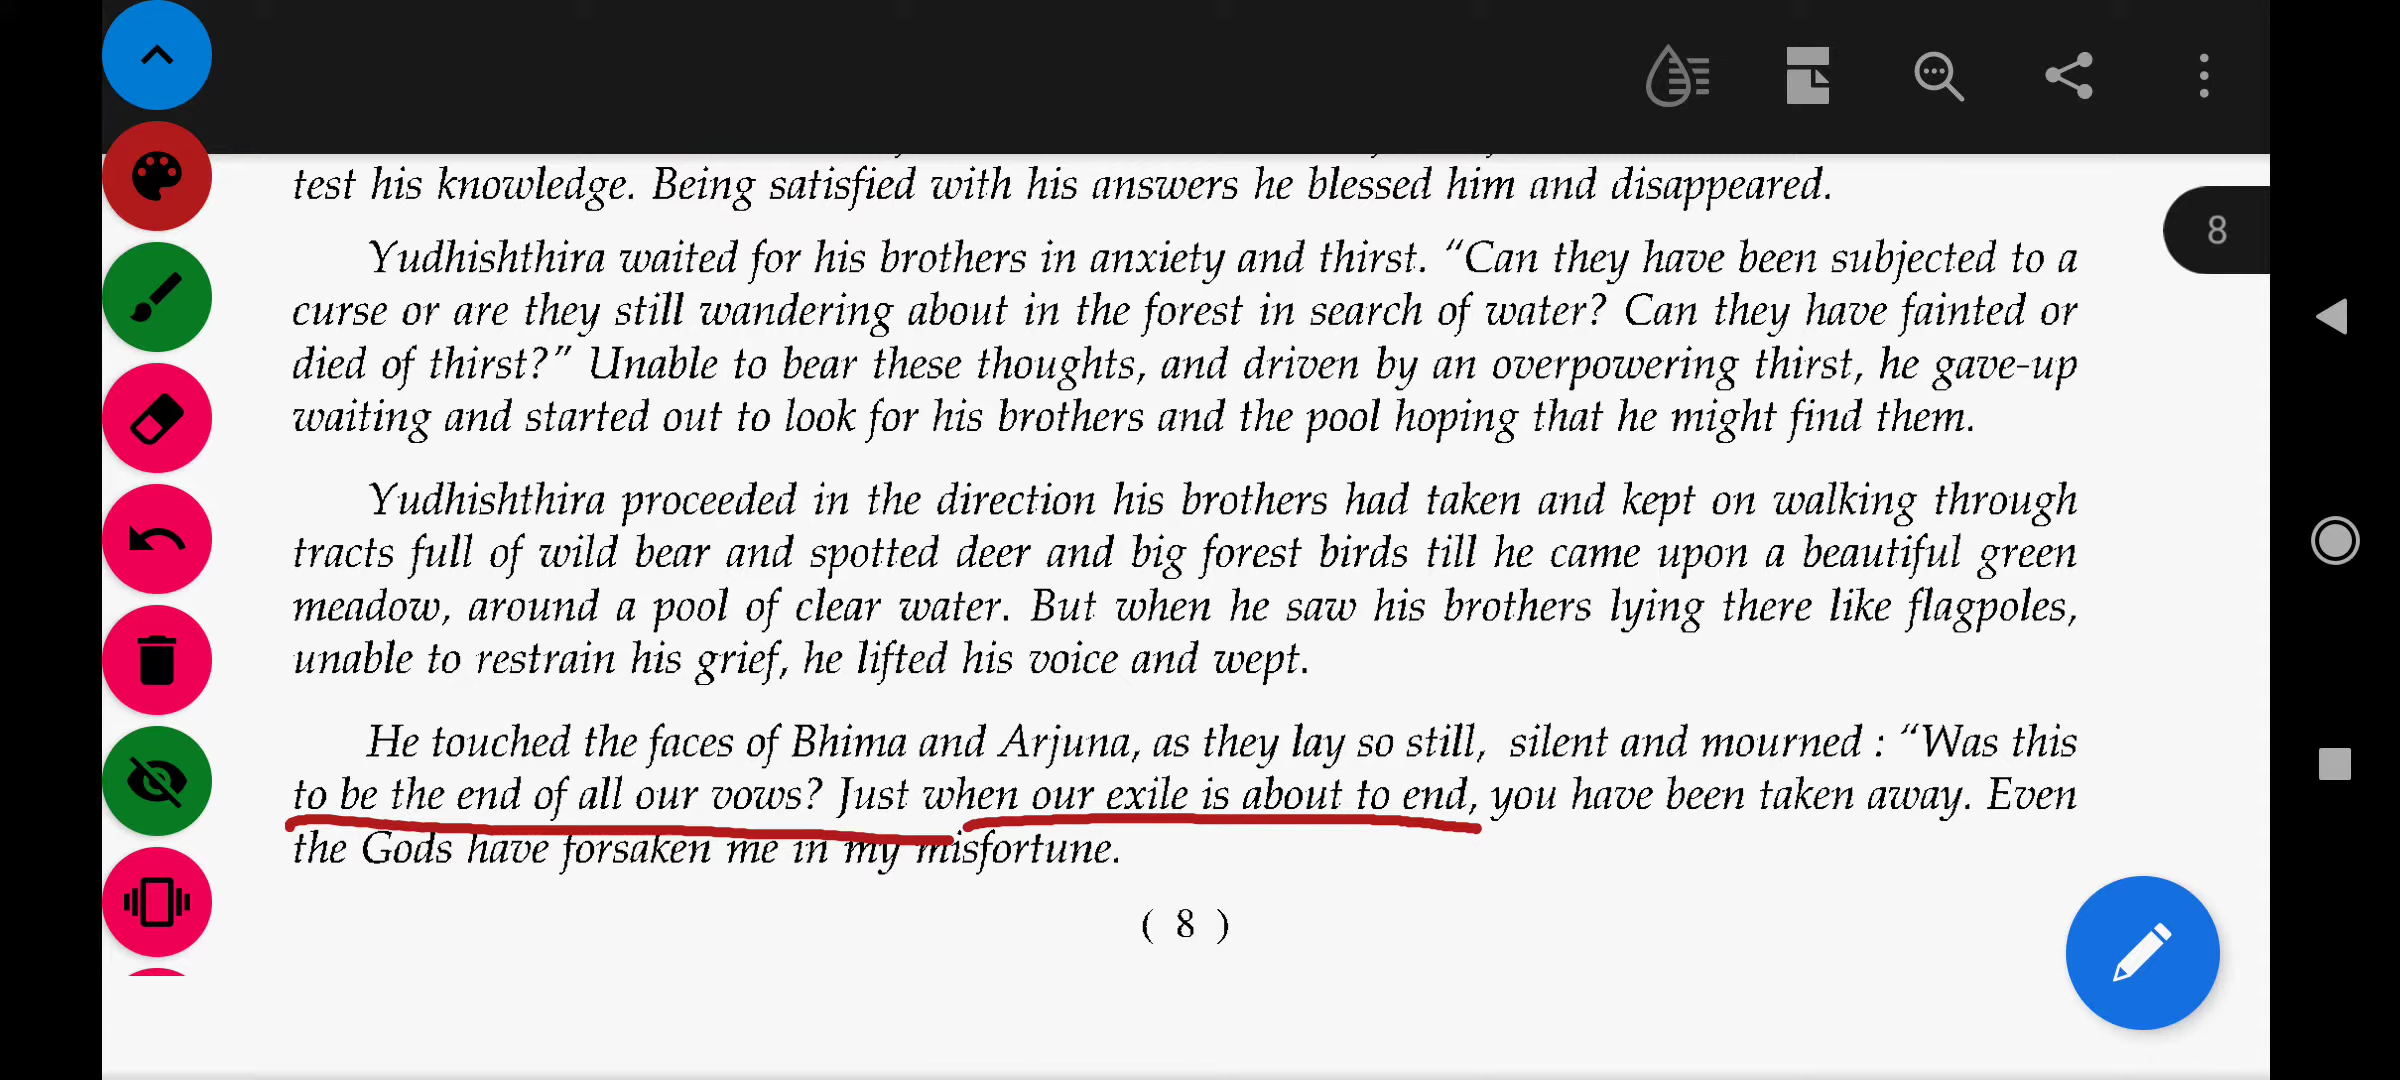 test his knowledge. Being satisfied with his answers he blessed him and disappeared.
8
Yudhishthira waited for his brothers in anxiety and thirst. “Can they have been subjected to a
curse or are they still wandering about in the forest in search of water? Can they have fainted or
died of thirst?” Unable to bear these thoughts, and driven by an overpowering thirst, he gave-up
waiting and started out to look for his brothers and the pool hoping that he might find them.
Yudhishthira proceeded in the direction his brothers had taken and kept on walking through
tracts full of wild bear and spotted deer and big forest birds till he came upon a beautiful green
meadow, around a pool of clear water. But when he saw his brothers lying there like flagpoles,
unable to restrain his grief, he lifted his voice and wept.
He touched the faces of Bhima and Arjuna, as they lay so still, silent and mourned : “Was this
to be the end of all our vows? Just when our exile is about to end, you have been taken away. Even
the Gods have forsaken me in my misfortune.
( 8 )